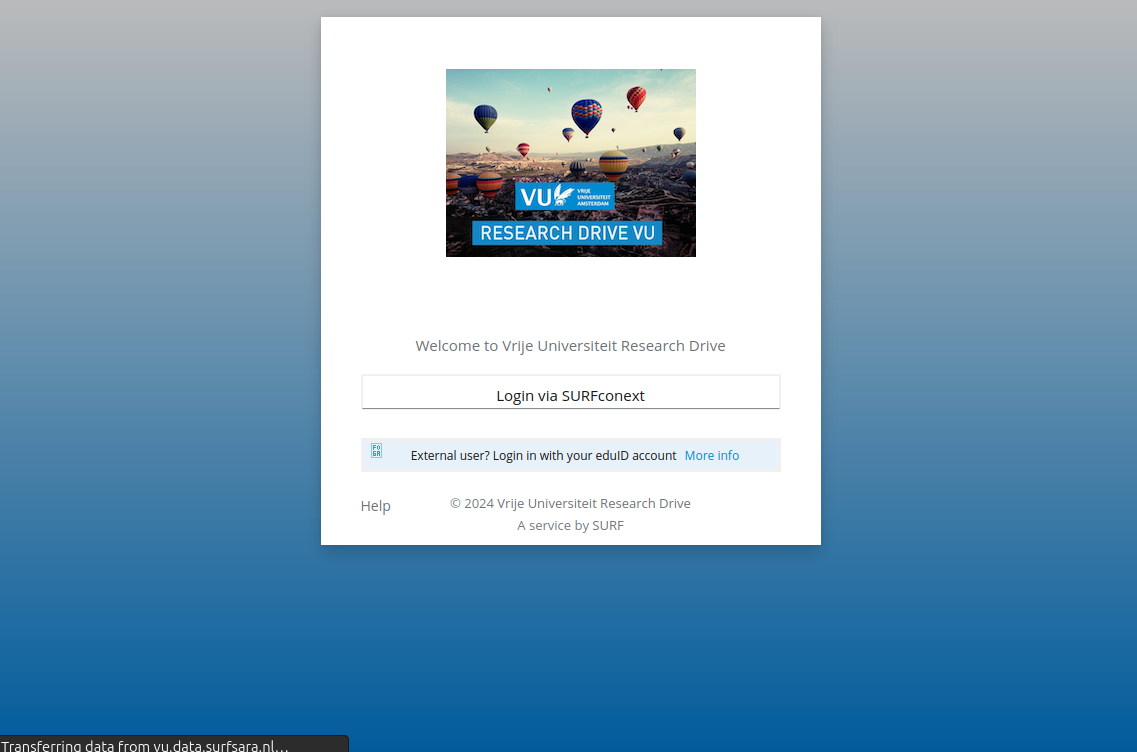 VU VRIJE
UNIVERSITEIT
AMSTERDAM
RESEARCH DRIVE VU
Welcome to Vrije Universiteit Research Drive
Login via SURFconext
External user? Login in with your eduID account More info
Help
© 2024 Vrije Universiteit Research Drive
A service by SURF
Transferring data from vu.data.surfsara.nl…